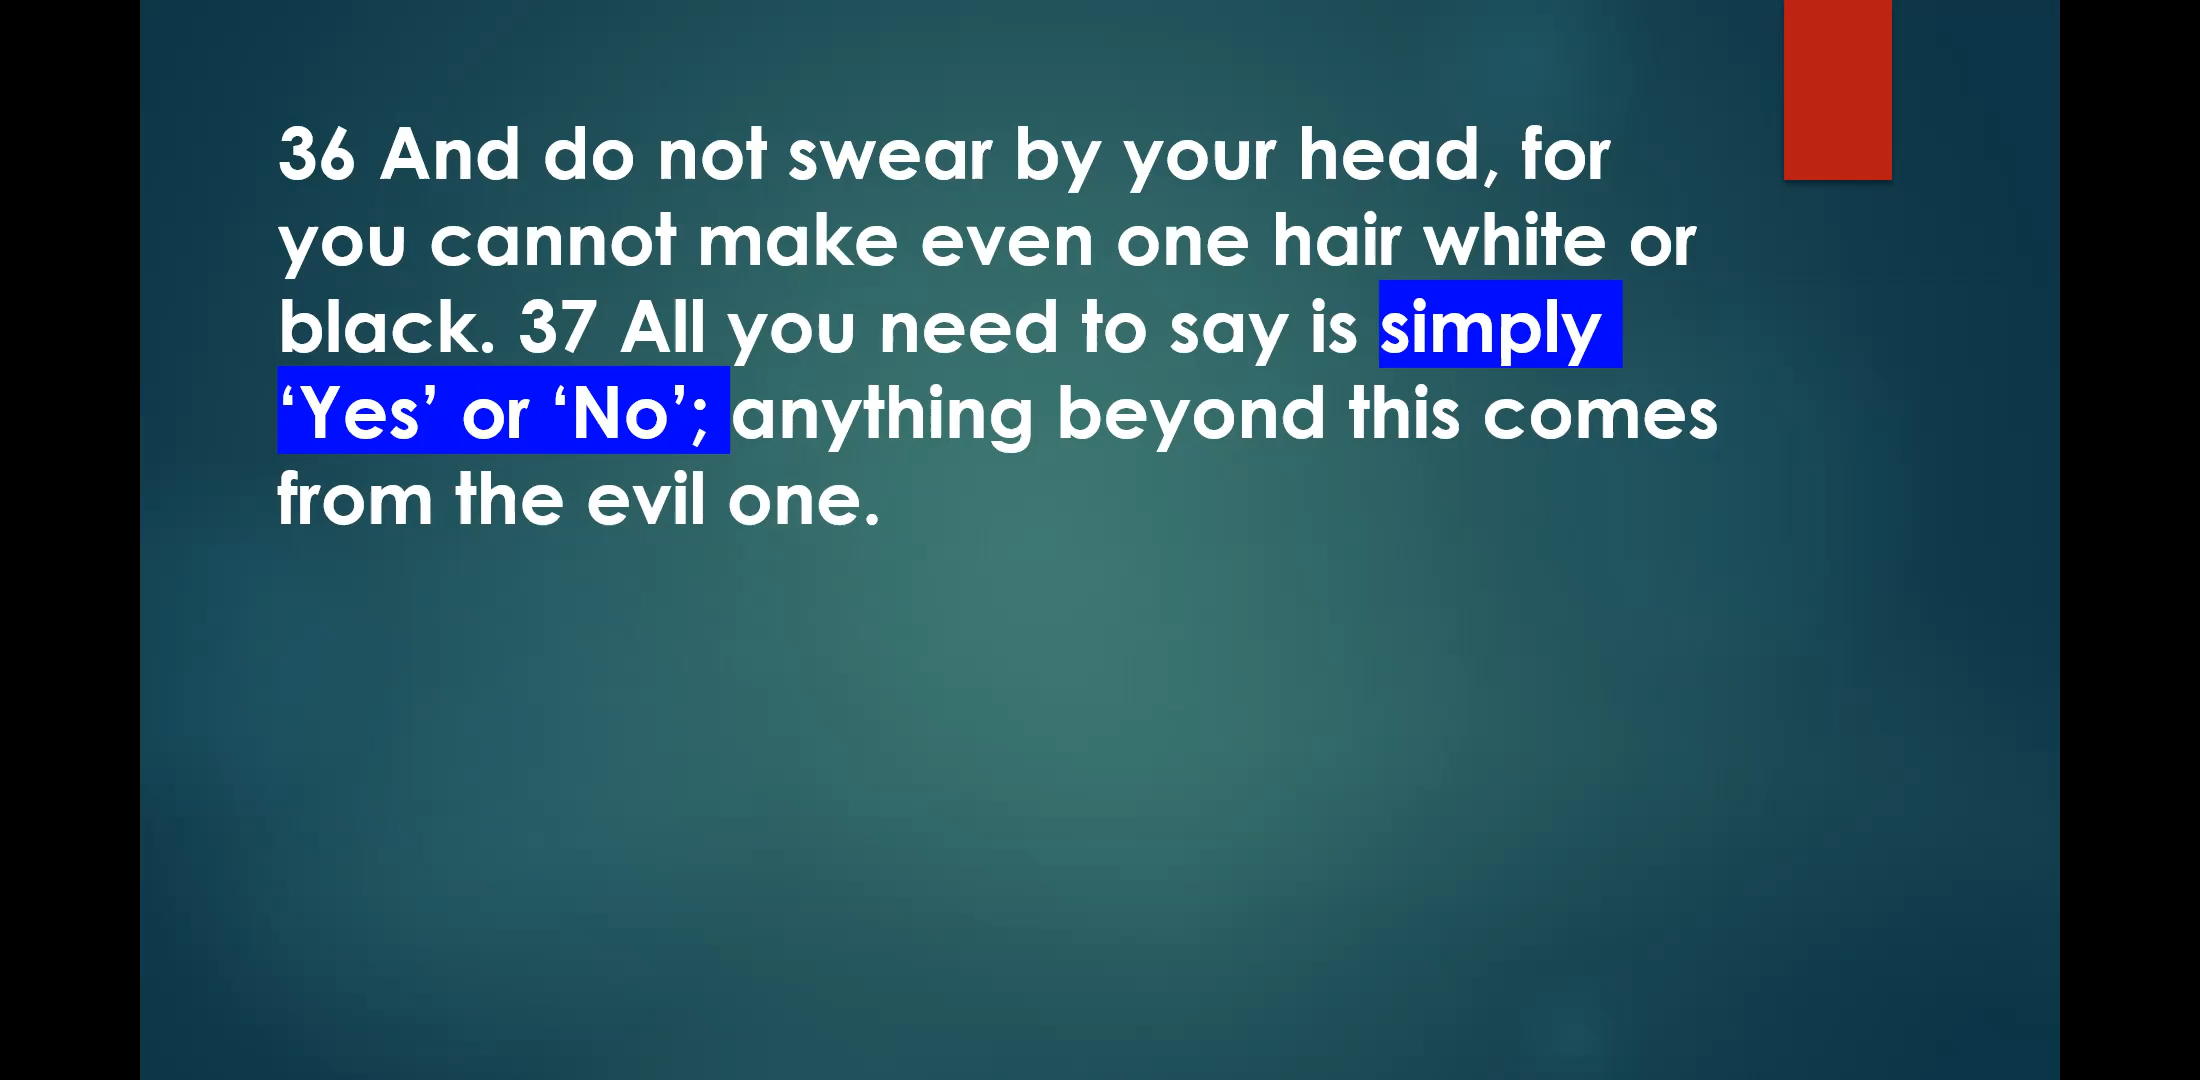 36 And do not swear by your head, for
you cannot make even one hair white or
black. 37 All you need to say is simply
‘Yes’ or ‘No’; anything beyond this comes
from the evil one.